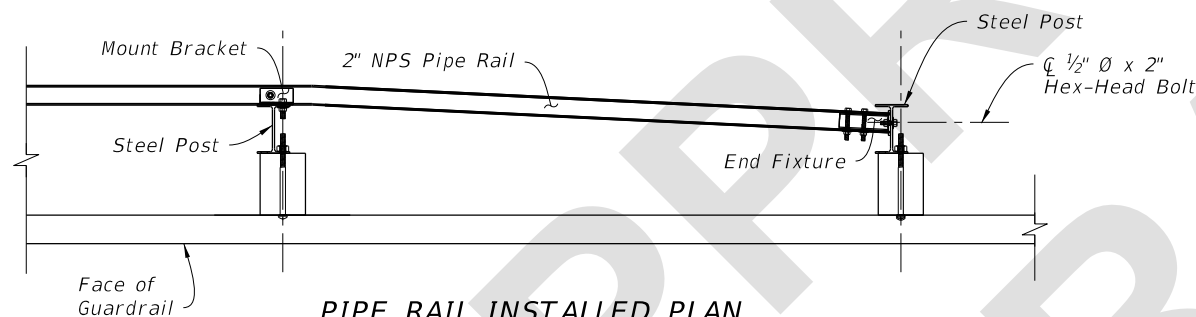 Steel Post
Mount Bracket
2" NPS Pipe Rail
℄ ½" Ø x 2"
Hex-Head Bolt
Steel Post
End Fixture
Face of
Guardrail
PIPE RAIL INSTALLED PLAN